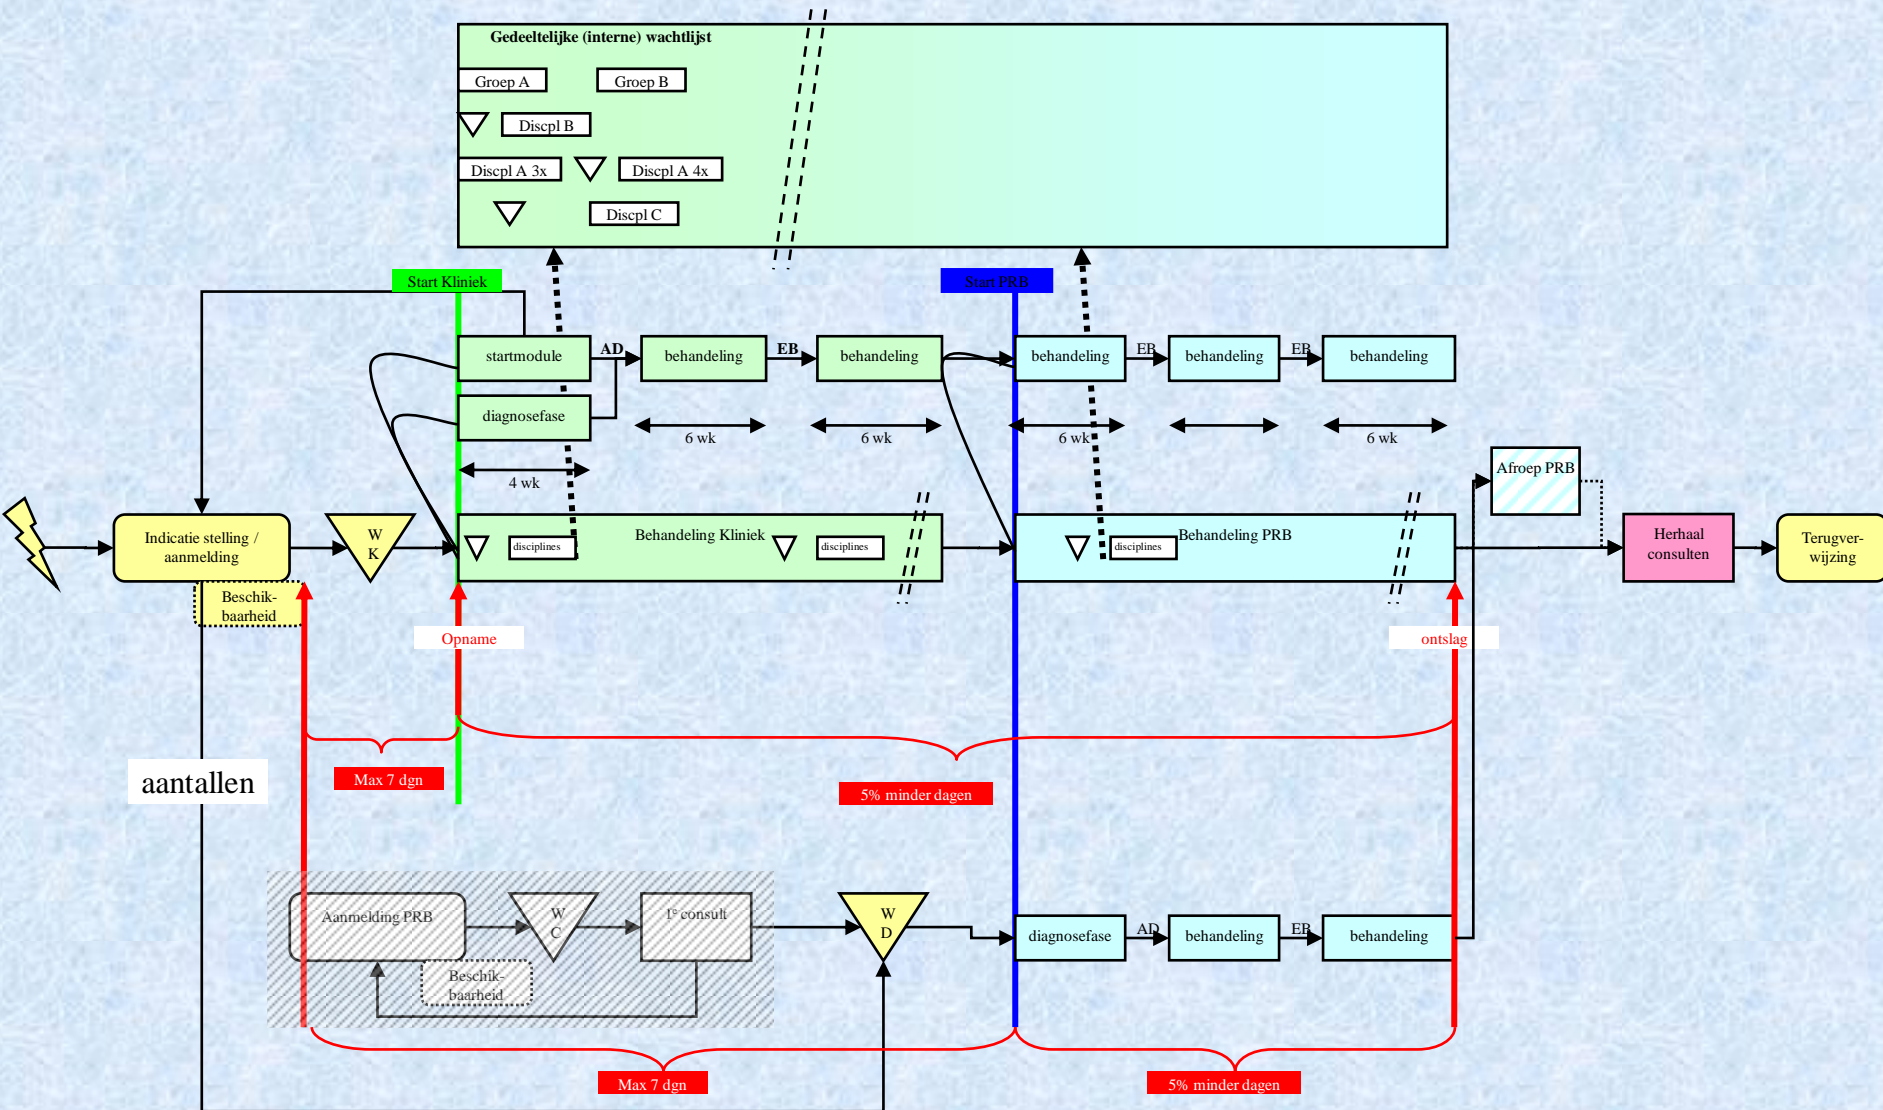 Gedeeltelijke (interne) wachtlijst
Groep A
Groep B
Discpl B
Discpl A 3x
Discpl A 4x
Discpl C
Start Kliniek
Start PRB
startmodule
AD
behandeling
EB
behandeling
behandeling
EB
behandeling
EB
behandeling
diagnosefase
6 wk
6 wk
6 wk
6 wk
4 wk
Afroep PRB
Indicatie stelling /
aanmelding
W
K
disciplines
Behandeling Kliniek
disciplines
disciplines
Behandeling PRB
Herhaal
consulten
Terugver-
wijzing
Beschik-
baarheid
Opname
ontslag
aantallen
Max 7 dgn
5% minder dagen
Aanmelding PRB
W
C
1e consult
W
D
diagnosefase
AD
behandeling
EB
behandeling
Beschik-
baarheid
Max 7 dgn
5% minder dagen